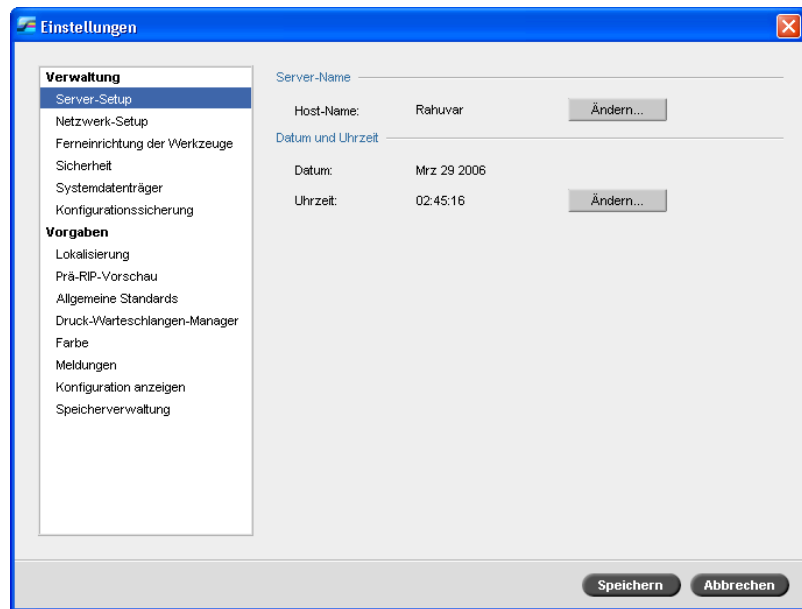 Einstellungen
Verwaltung
Server-Setup
Netzwerk-Setup
Ferneinrichtung der Werkzeuge
Sicherheit
Systemdatenträger
Konfigurationssicherung
Vorgaben
Lokalisierung
Prä-RIP-Vorschau
Allgemeine Standards
Druck-Warteschlangen-Manager
Farbe
Meldungen
Konfiguration anzeigen
Speicherverwaltung
Server-Name
Host-Name: Rahuvar Ändern...
Datum und Uhrzeit
Datum: Mrz 29 2006
Uhrzeit: 02:45:16 Ändern...
Speichern Abbrechen